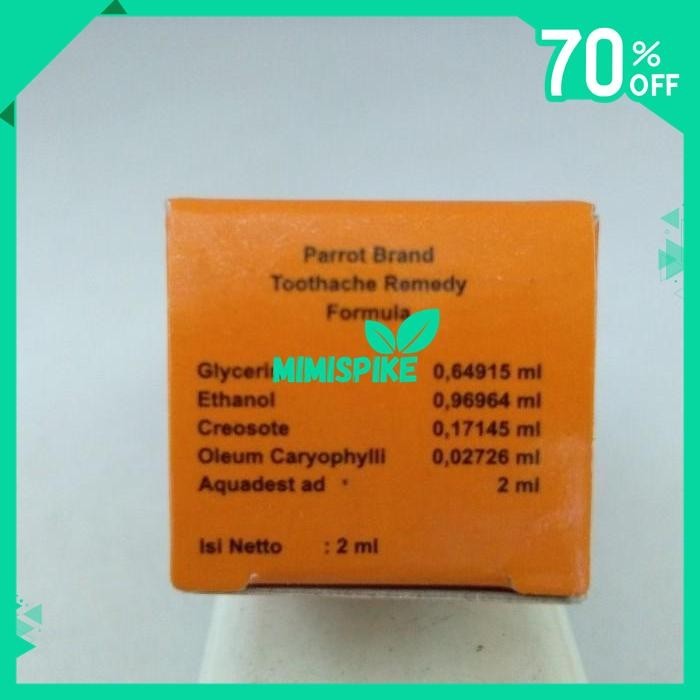 70% OFF
Parrot Brand
Toothache Remedy
Formula
MIMISPIKE
Glycerin 0,64915 ml
Ethanol 0,96964 ml
Creosote 0,17145 ml
Oleum Caryophylli 0,02726 ml
Aquadest ad 2 ml
Isi Netto : 2 ml